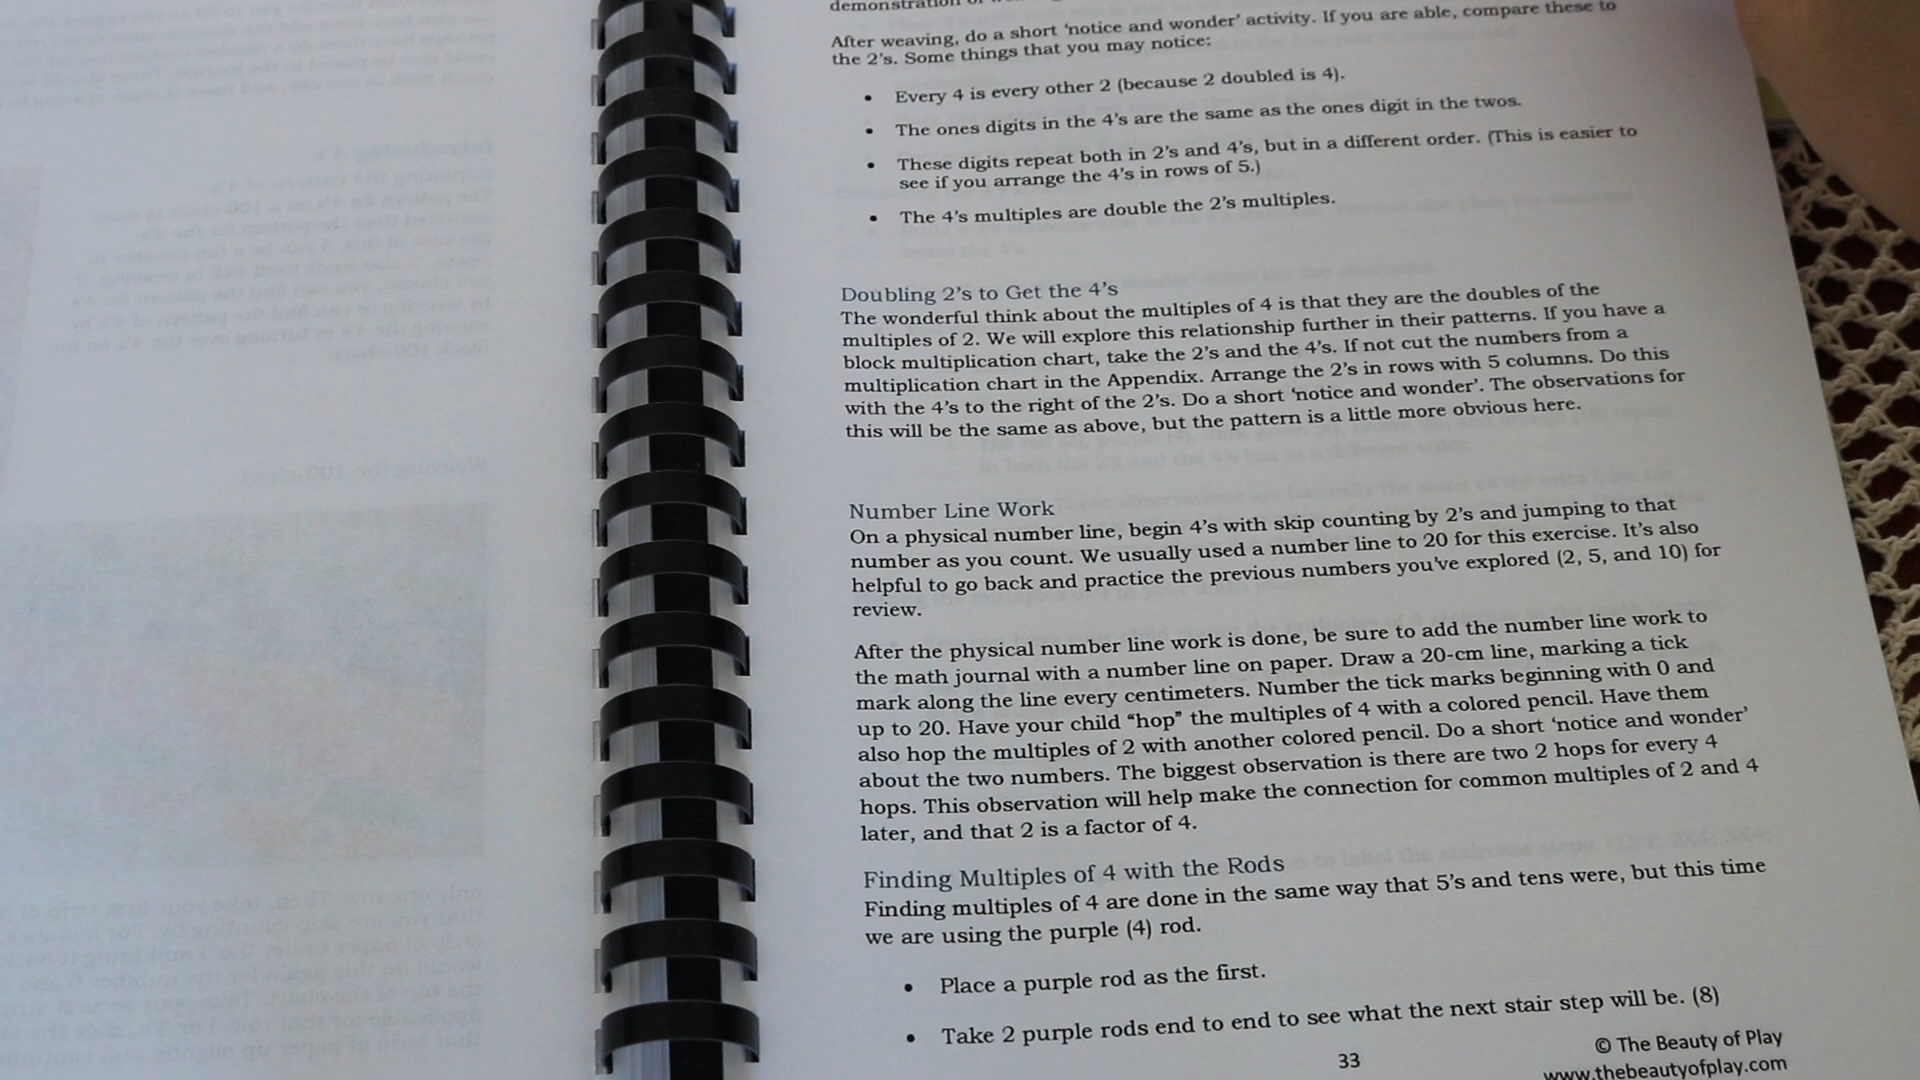 demonstration of
After weaving, do a short ‘notice and wonder’ activity. If you are able, compare these to
the 2’s. Some things that you may notice:
• Every 4 is every other 2 (because 2 doubled is 4).
• The ones digits in the 4’s are the same as the ones digit in the twos.
• These digits repeat both in 2’s and 4’s, but in a different order. (This is easier to
see if you arrange the 4’s in rows of 5.)
• The 4’s multiples are double the 2’s multiples.
Doubling 2’s to Get the 4’s
The wonderful think about the multiples of 4 is that they are the doubles of the
multiples of 2. We will explore this relationship further in their patterns. If you have a
block multiplication chart, take the 2’s and the 4’s. If not cut the numbers from a
multiplication chart in the Appendix. Arrange the 2’s in rows with 5 columns. Do this
with the 4’s to the right of the 2’s. Do a short ‘notice and wonder’. The observations for
this will be the same as above, but the pattern is a little more obvious here.
Number Line Work
On a physical number line, begin 4’s with skip counting by 2’s and jumping to that
number as you count. We usually used a number line to 20 for this exercise. It’s also
helpful to go back and practice the previous numbers you’ve explored (2, 5, and 10) for
review.
After the physical number line work is done, be sure to add the number line work to
the math journal with a number line on paper. Draw a 20-cm line, marking a tick
mark along the line every centimeters. Number the tick marks beginning with 0 and
up to 20. Have your child “hop” the multiples of 4 with a colored pencil. Have them
also hop the multiples of 2 with another colored pencil. Do a short ‘notice and wonder’
about the two numbers. The biggest observation is there are two 2 hops for every 4
hops. This observation will help make the connection for common multiples of 2 and 4
later, and that 2 is a factor of 4.
Finding Multiples of 4 with the Rods
Finding multiples of 4 are done in the same way that 5’s and tens were, but this time
we are using the purple (4) rod.
• Place a purple rod as the first.
• Take 2 purple rods end to end to see what the next stair step will be. (8)
33
© The Beauty of Play
www.thebeautyofplay.com